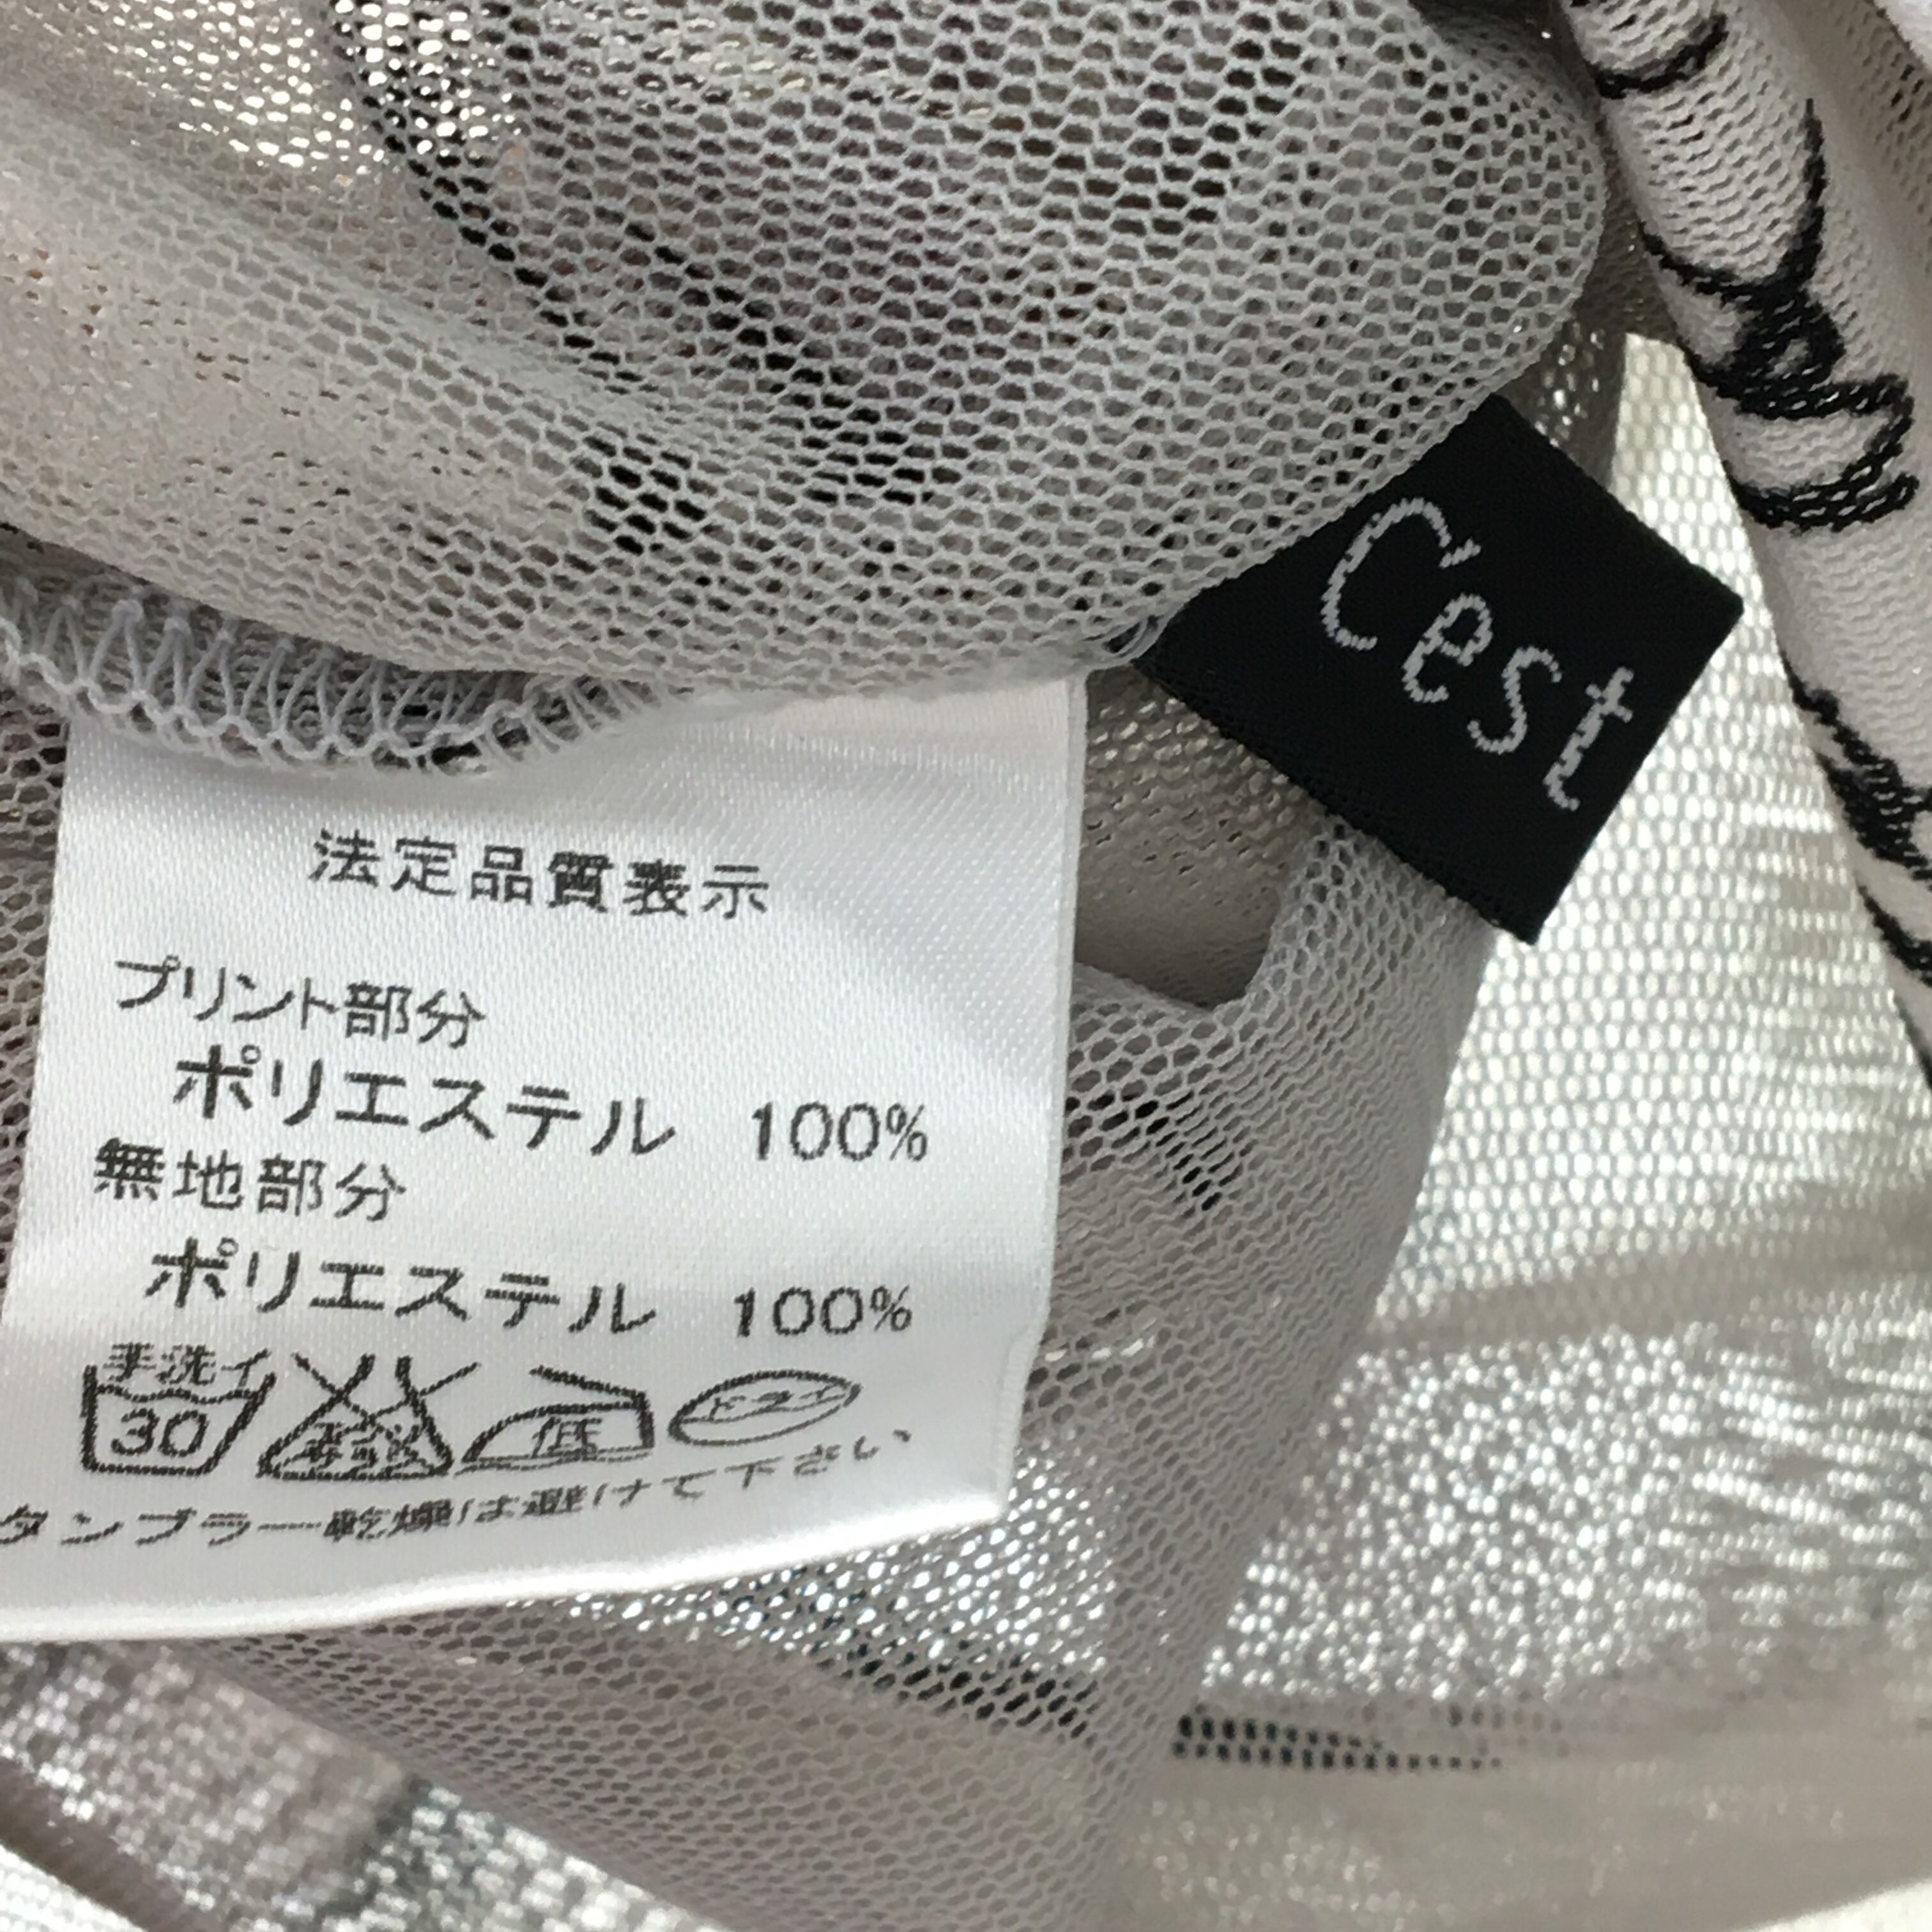 C'est
法定品質表示
プリント部分
ポリエステル 100%
無地部分
ポリエステル 100%
手洗イ
30
低
ドライ
タンブラー乾燥は避けて下さい